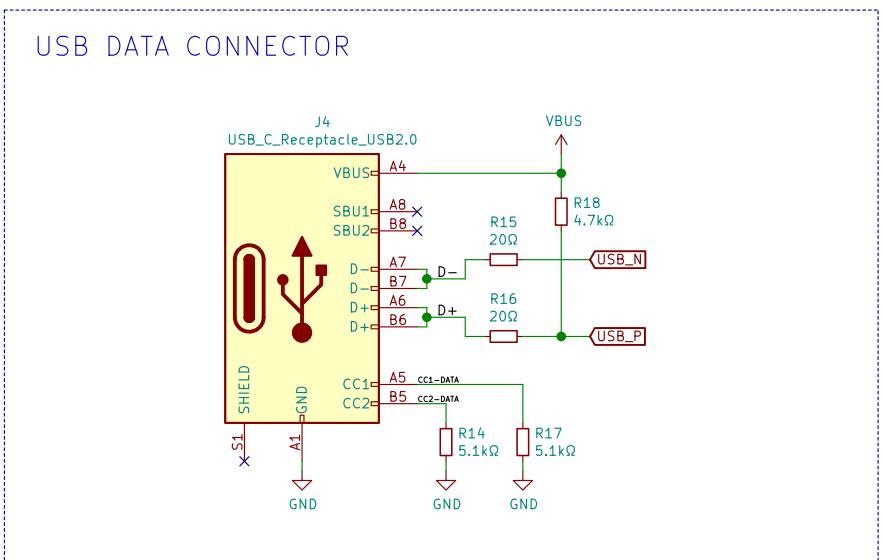 USB DATA CONNECTOR
J4
USB_C_Receptacle_USB2.0
VBUS
VBUS A4
SBU1 A8
SBU2 B8
D- A7
D- B7
D+ A6
D+ B6
CC1 A5
CC2 B5
SHIELD
GND
S1
A1
GND
D-
D+
CC1-DATA
CC2-DATA
R15
20Ω
R16
20Ω
R18
4.7kΩ
USB_N
USB_P
R14
5.1kΩ
GND
R17
5.1kΩ
GND